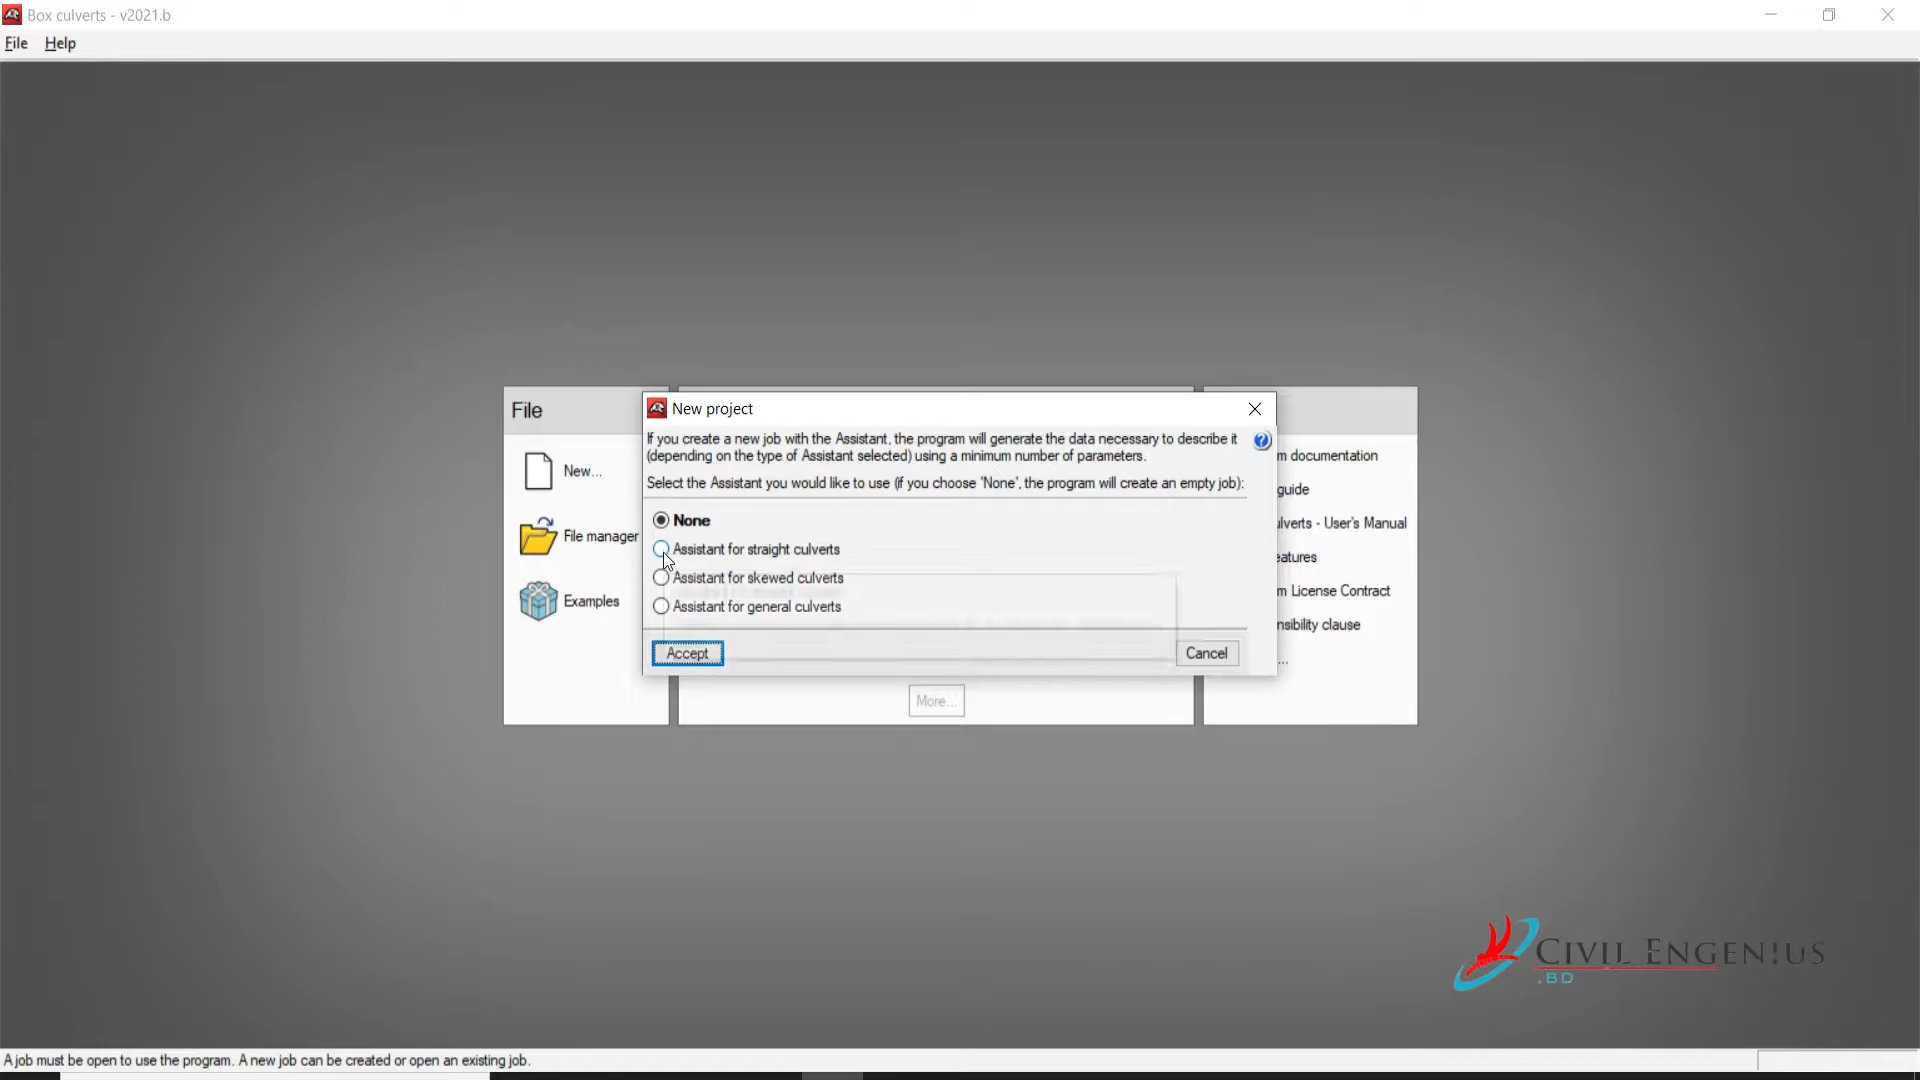 Box culverts - v2021.b
File Help
File
New...
File manager
Examples
New project
If you create a new job with the Assistant, the program will generate the data necessary to describe it
(depending on the type of Assistant selected) using a minimum number of parameters.
Select the Assistant you would like to use (if you choose 'None', the program will create an empty job):
None
Assistant for straight culverts
Assistant for skewed culverts
Assistant for general culverts
Accept
Cancel
More...
m documentation
guide
ulverts - User's Manual
eatures
m License Contract
nsibility clause
...
CIVIL ENGEN!US
.BD
A job must be open to use the program. A new job can be created or open an existing job.